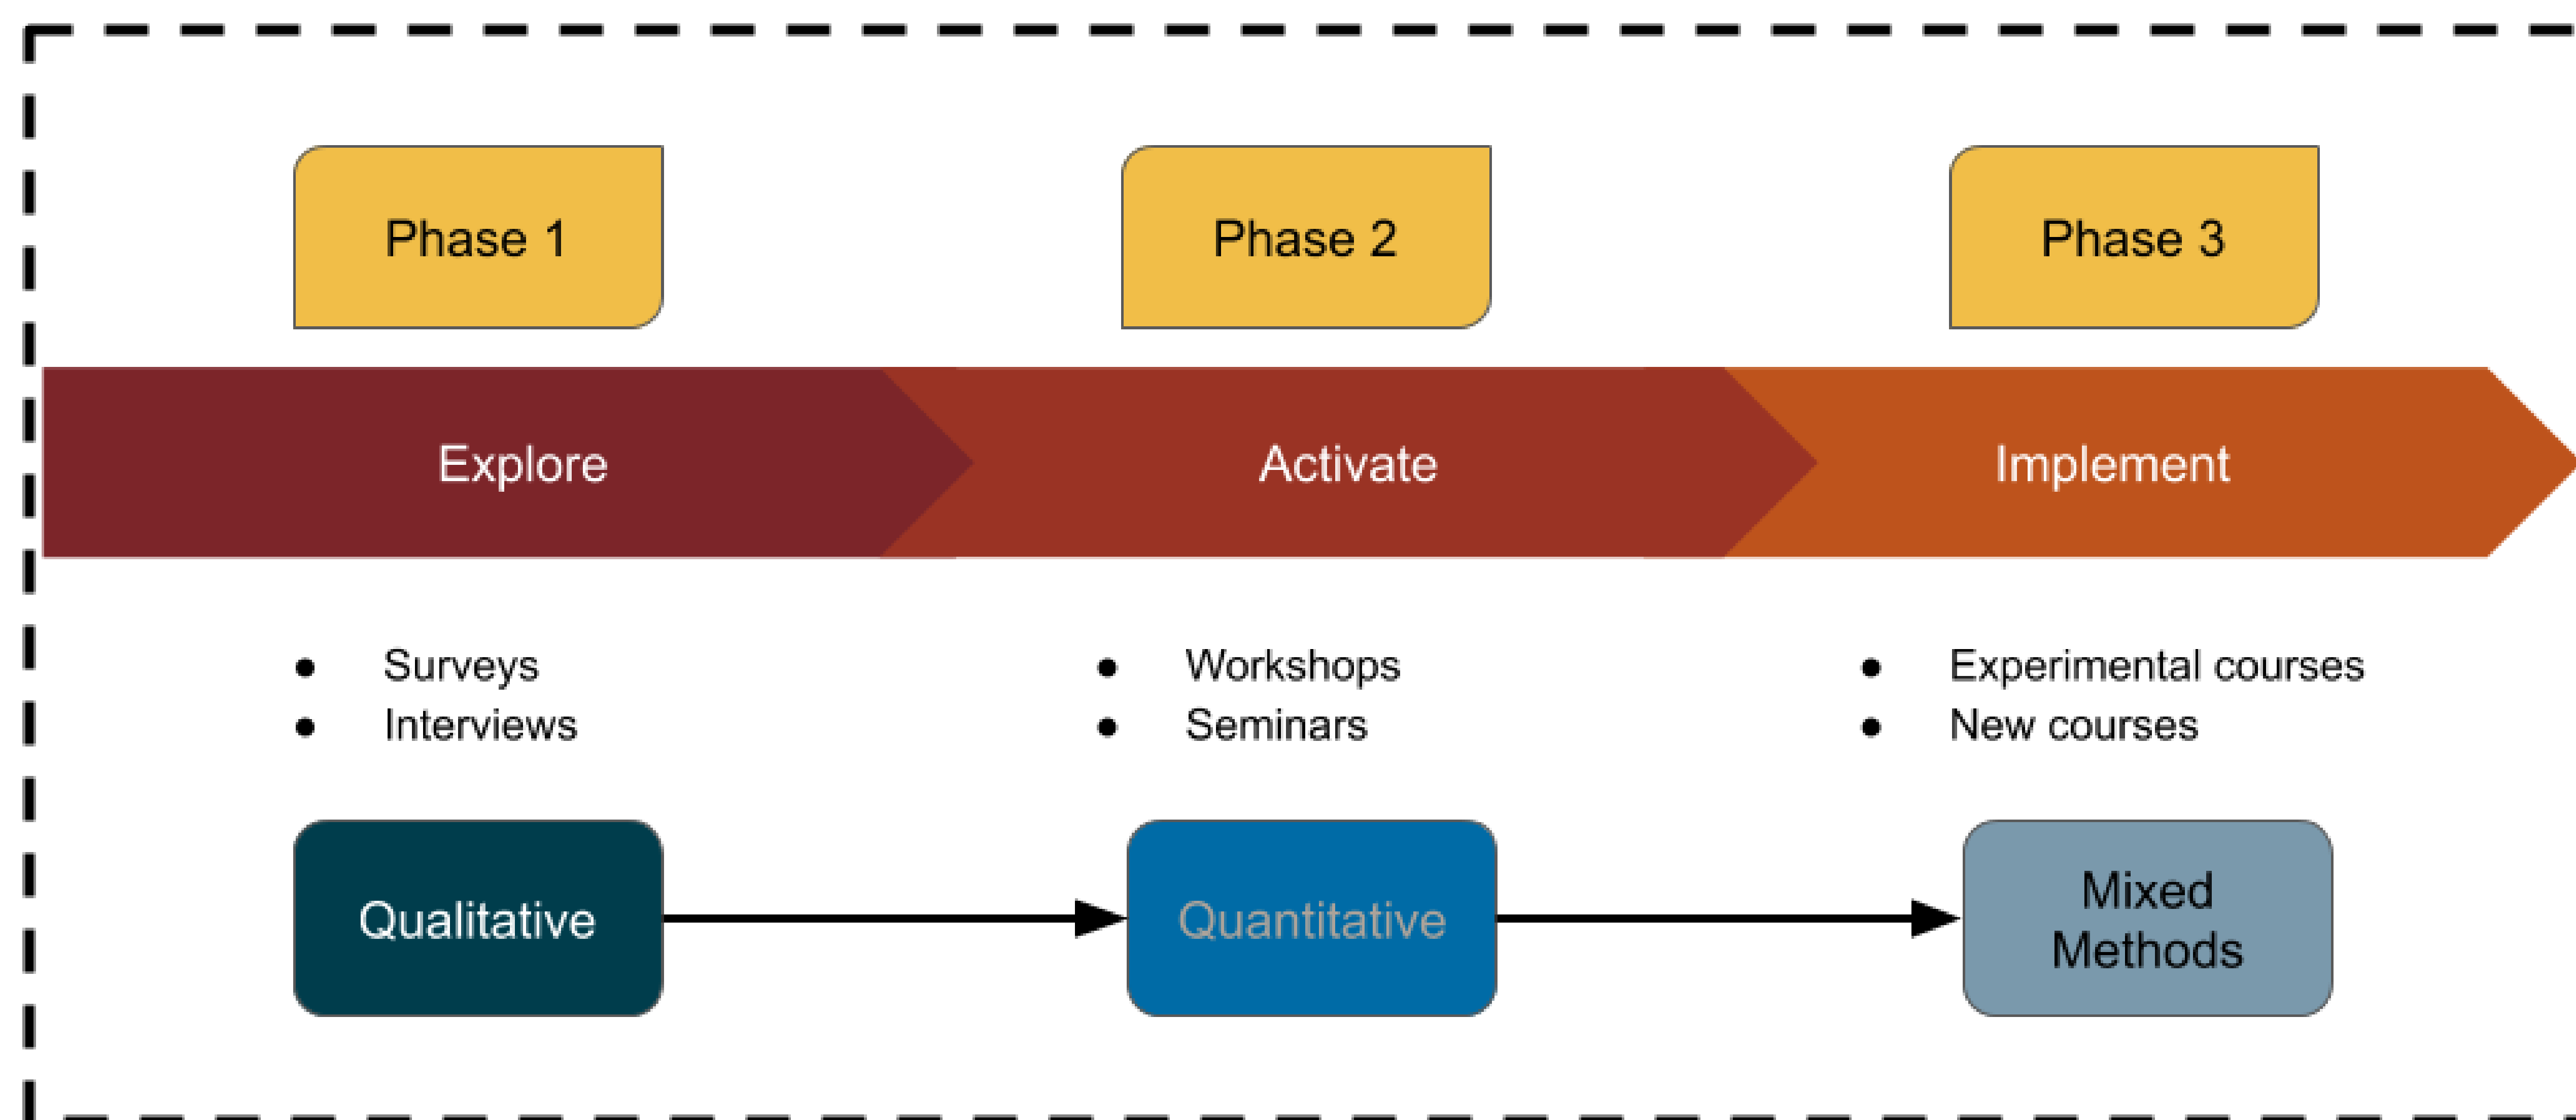 Phase 1
Phase 2
Phase 3
Explore
Activate
Implement
● Surveys
● Interviews
● Workshops
● Seminars
● Experimental courses
● New courses
Qualitative
Quantitative
Mixed
Methods